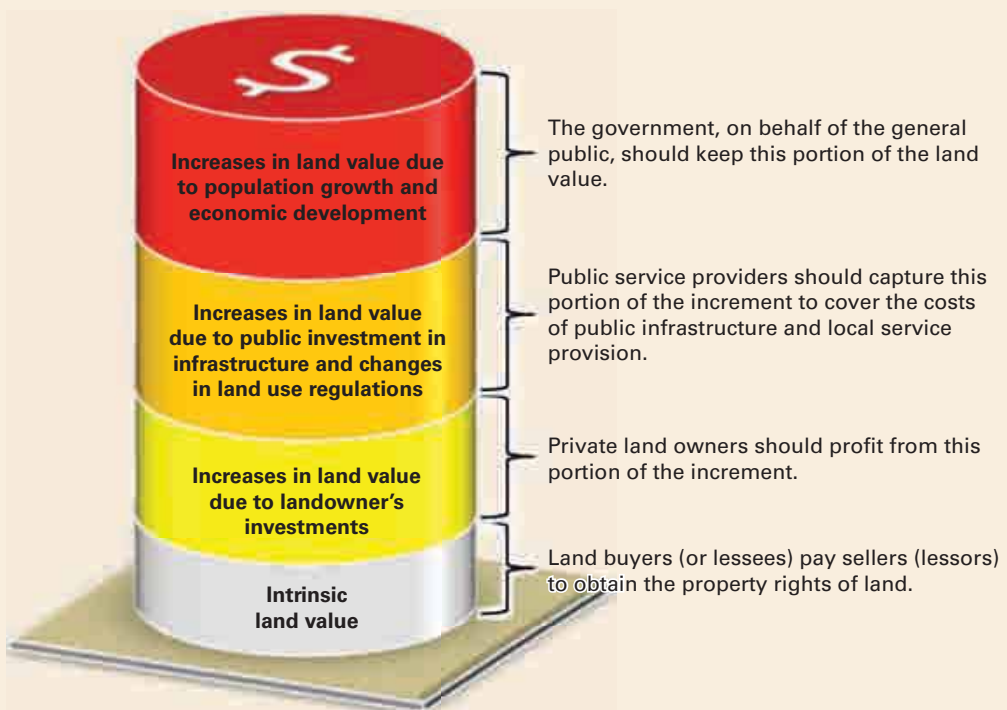 $
Increases in land value due
to population growth and
economic development
The government, on behalf of the general
public, should keep this portion of the land
value.
Increases in land value
due to public investment in
infrastructure and changes
in land use regulations
Public service providers should capture this
portion of the increment to cover the costs
of public infrastructure and local service
provision.
Increases in land value
due to landowner's
investments
Private land owners should profit from this
portion of the increment.
Intrinsic
land value
Land buyers (or lessees) pay sellers (lessors)
to obtain the property rights of land.